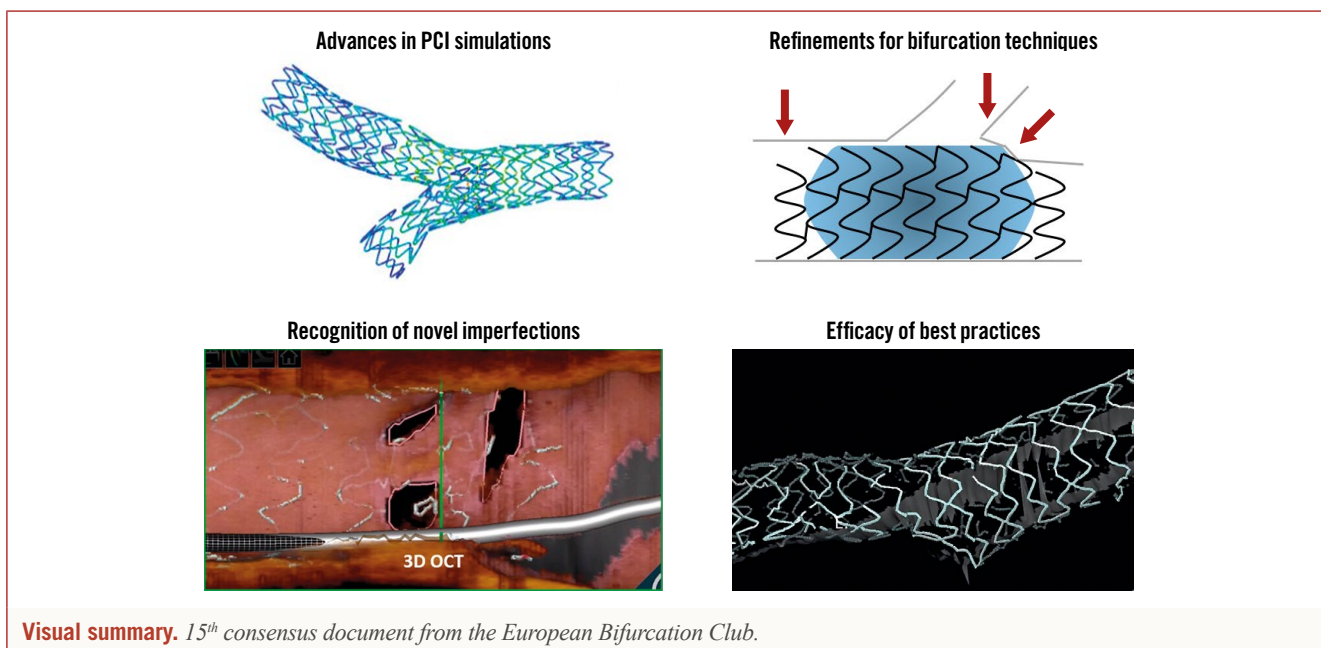 Advances in PCI simulations
Refinements for bifurcation techniques
Recognition of novel imperfections
Efficacy of best practices
3D OCT
Visual summary. 15th consensus document from the European Bifurcation Club.